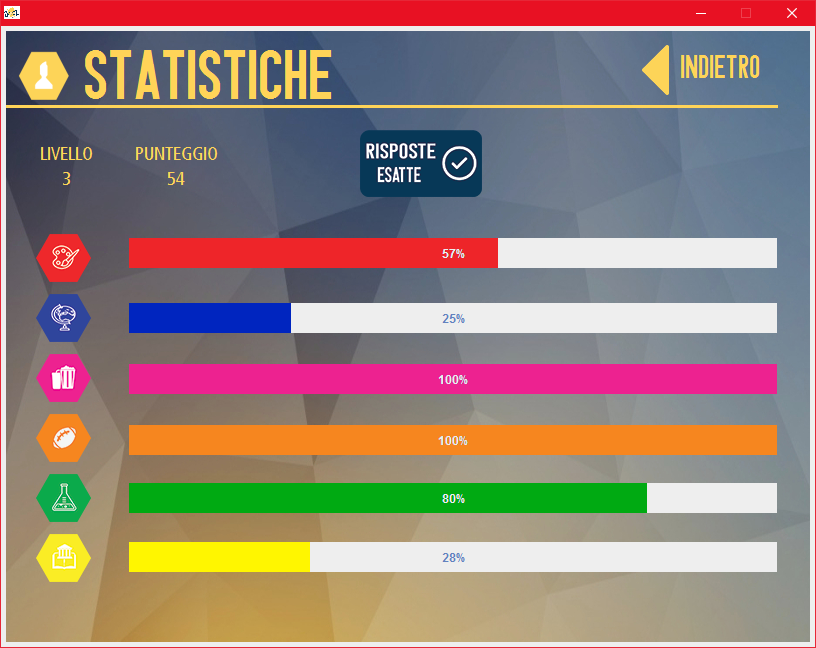 STATISTICHE
INDIETRO
LIVELLO
3
PUNTEGGIO
54
RISPOSTE
ESATTE
57%
25%
100%
100%
80%
28%